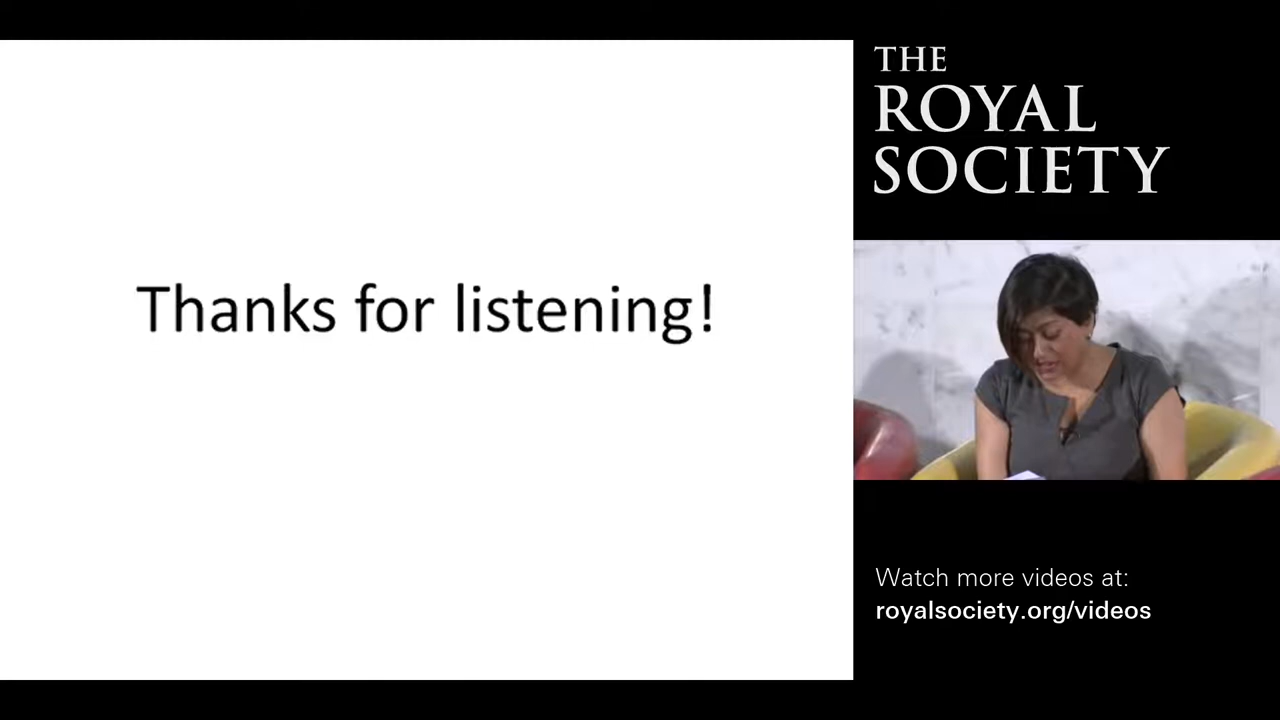 Thanks for listening!
THE
ROYAL
SOCIETY
Watch more videos at:
royalsociety.org/videos